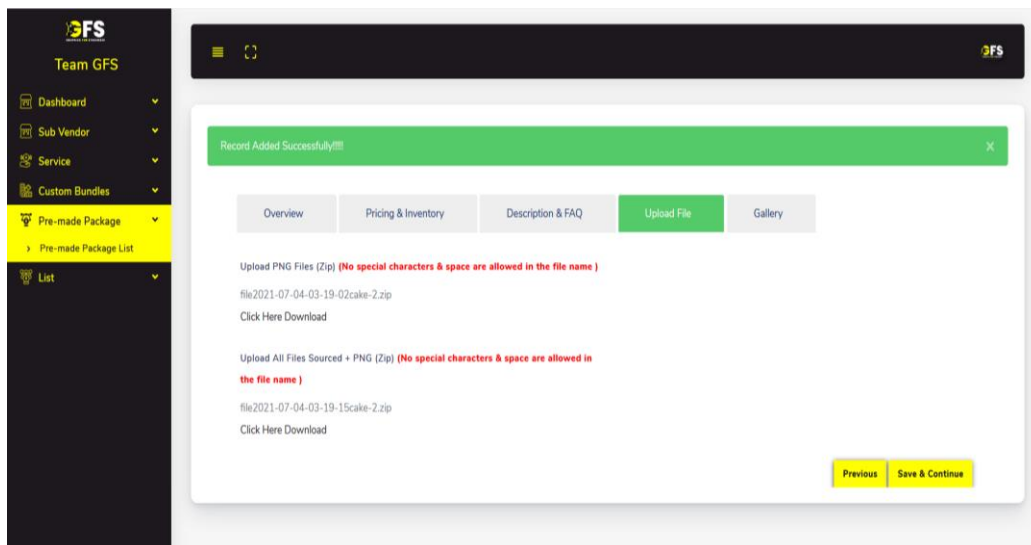 GFS
Team GFS
Dashboard
Sub Vendor
Service
Custom Bundles
Pre-made Package
Pre-made Package List
List
GFS
Record Added Successfully!!!!
X
Overview
Pricing & Inventory
Description & FAQ
Upload File
Gallery
Upload PNG Files (Zip) (No special characters & space are allowed in the file name )
file2021-07-04-03-19-02cake-2.zip
Click Here Download
Upload All Files Sourced + PNG (Zip) (No special characters & space are allowed in
the file name )
file2021-07-04-03-19-15cake-2.zip
Click Here Download
Previous
Save & Continue